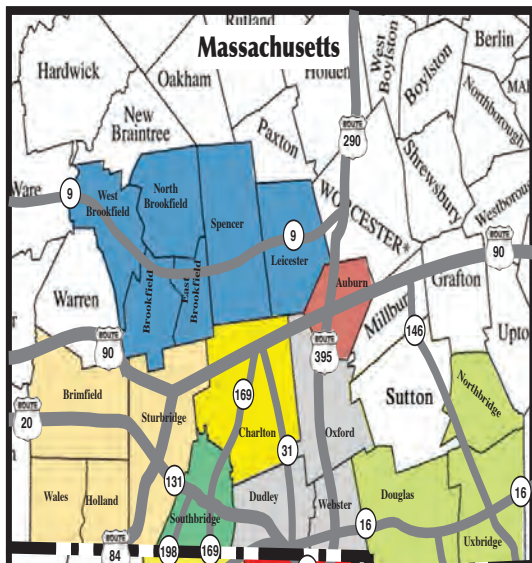 Massachusetts
Rutland
Holden
West
Boylston
Boylston
Berlin
MA
Hardwick
Oakham
Northborough
New
Braintree
Paxton
ROUTE
290
Shrewsbury
Ware
9
West
Brookfield
North
Brookfield
Spencer
9
Leicester
WORCESTER*
Westboro
ROUTE
90
Grafton
Warren
Brookfield
East
Brookfield
Auburn
Millbury
146
Upto
ROUTE
90
ROUTE
395
Brimfield
Sturbridge
169
Charlton
31
Oxford
Sutton
Northbridge
ROUTE
20
131
Wales
Holland
Southbridge
Dudley
Webster
Douglas
16
16
Uxbridge
ROUTE
84
198
169